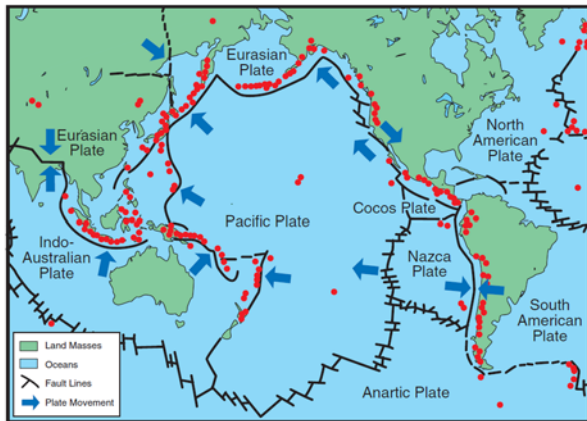 Eurasian
Plate
Eurasian
Plate
North
American
Plate
Pacific Plate
Cocos Plate
Indo-
Australian
Plate
Nazca
Plate
South
American
Plate
Anartic Plate
Land Masses
Oceans
Fault Lines
Plate Movement